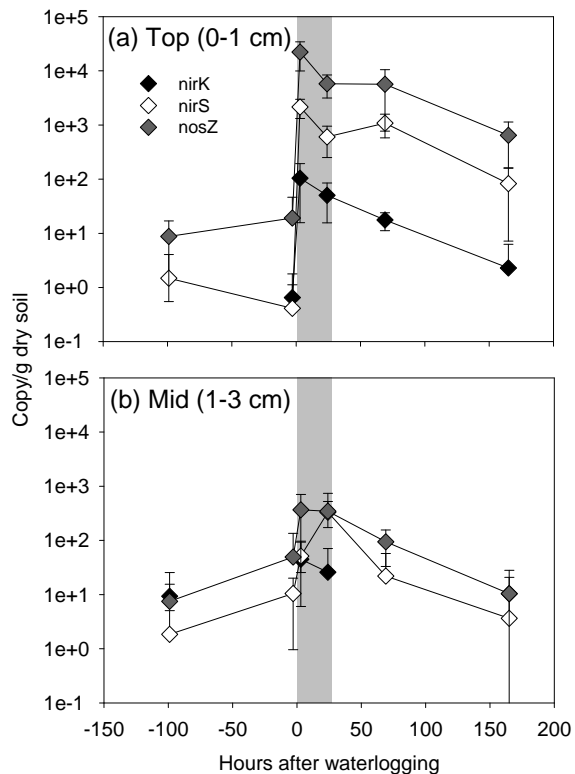 1e+5
(a) Top (0-1 cm)
1e+4
nirK
nirS
1e+3
nosZ
1e+2
1e+1
1e+0
1e-1
Copy/g dry soil
1e+5
(b) Mid (1-3 cm)
1e+4
1e+3
1e+2
1e+1
1e+0
1e-1
-150 -100 -50 0 50 100 150 200
Hours after waterlogging